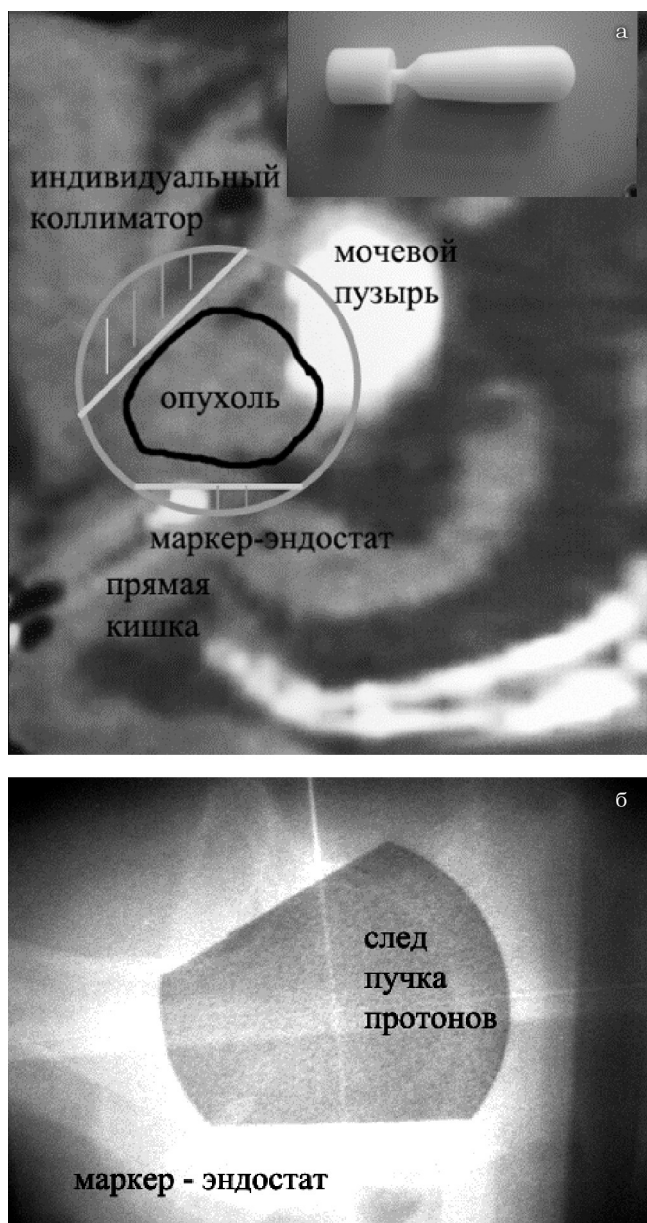 а
индивидуальный
коллиматор
мочевой
пузырь
опухоль
маркер-эндостат
прямая
кишка
б
след
пучка
протонов
маркер - эндостат